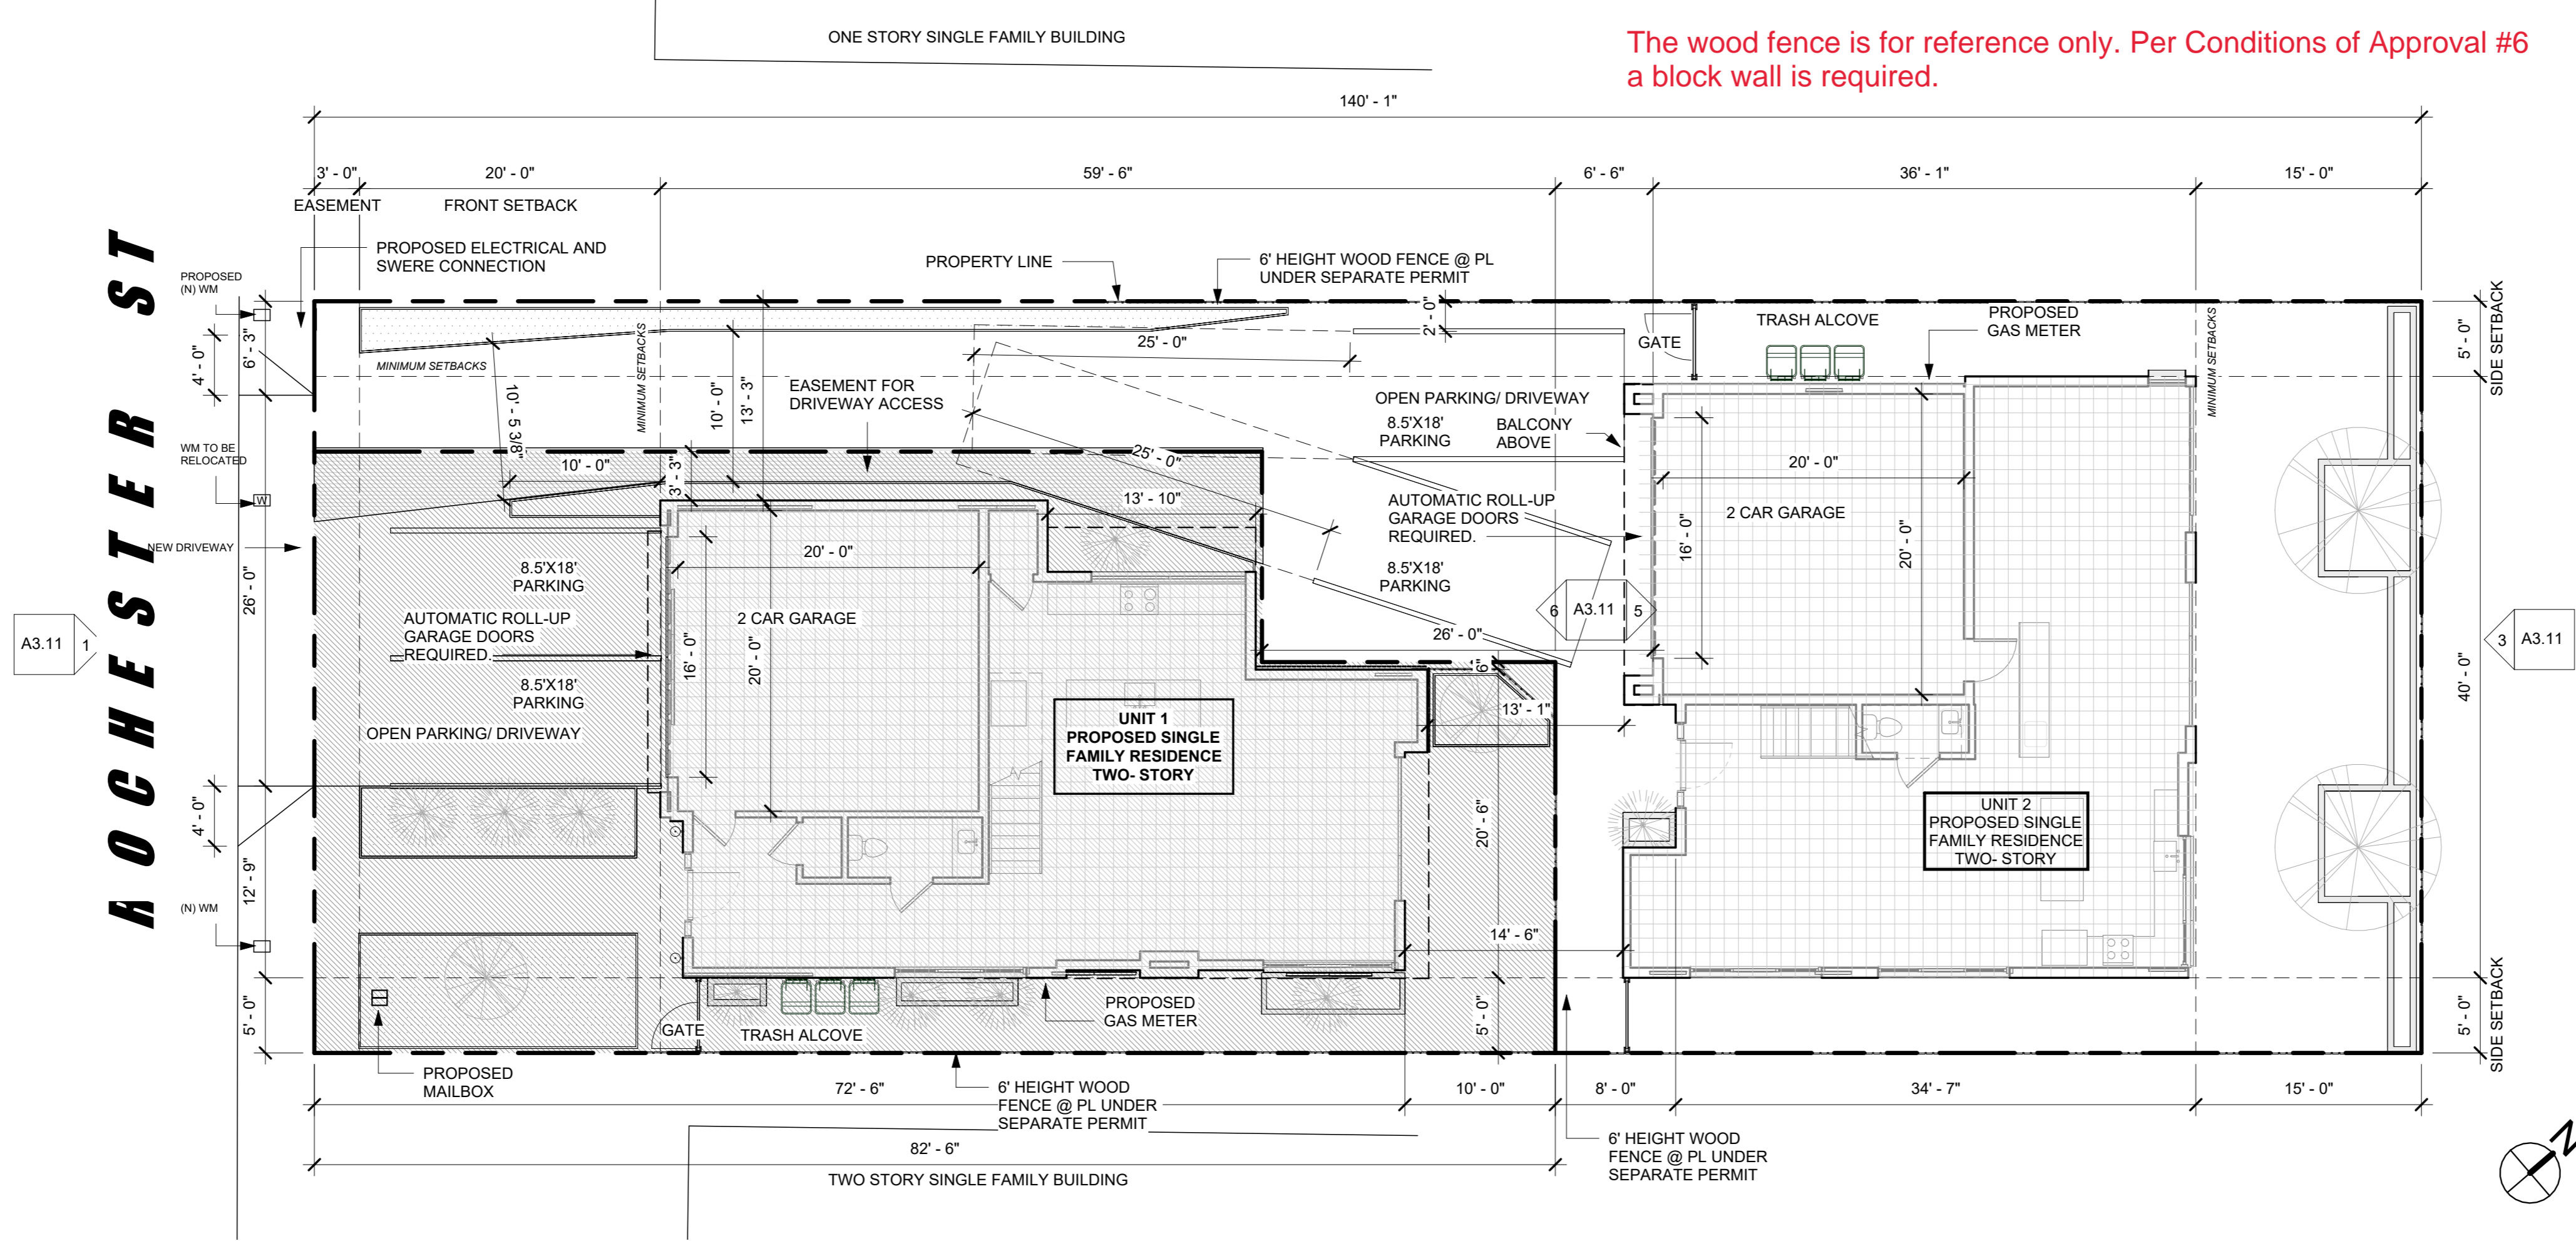 ONE STORY SINGLE FAMILY BUILDING
The wood fence is for reference only. Per Conditions of Approval #6
a block wall is required.
140' - 1"
3' - 0"
20' - 0"
59' - 6"
6' - 6"
36' - 1"
15' - 0"
EASEMENT
FRONT SETBACK
PROPOSED ELECTRICAL AND
SWERE CONNECTION
PROPERTY LINE
6' HEIGHT WOOD FENCE @ PL
UNDER SEPARATE PERMIT
ROCHESTER ST
PROPOSED
(N) WM
4' - 0"
6' - 3"
MINIMUM SETBACKS
MINIMUM SETBACKS
10' - 5 3/8"
10' - 0"
10' - 0"
13' - 3"
3' - 3"
EASEMENT FOR
DRIVEWAY ACCESS
25' - 0"
25' - 0"
2' - 0"
GATE
TRASH ALCOVE
PROPOSED
GAS METER
MINIMUM SETBACKS
5' - 0"
SIDE SETBACK
OPEN PARKING/ DRIVEWAY
8.5'X18'
PARKING
BALCONY
ABOVE
WM TO BE
RELOCATED
W
NEW DRIVEWAY
26' - 0"
13' - 10"
AUTOMATIC ROLL-UP
GARAGE DOORS
REQUIRED.
20' - 0"
2 CAR GARAGE
16' - 0"
20' - 0"
8.5'X18'
PARKING
AUTOMATIC ROLL-UP
GARAGE DOORS
REQUIRED.
8.5'X18'
PARKING
OPEN PARKING/ DRIVEWAY
20' - 0"
2 CAR GARAGE
16' - 0"
20' - 0"
8.5'X18'
PARKING
6
A3.11
5
26' - 0"
6"
13' - 1"
A3.11
1
3
A3.11
40' - 0"
UNIT 1
PROPOSED SINGLE
FAMILY RESIDENCE
TWO- STORY
UNIT 2
PROPOSED SINGLE
FAMILY RESIDENCE
TWO- STORY
4' - 0"
12' - 9"
(N) WM
5' - 0"
20' - 6"
14' - 6"
5' - 0"
5' - 0"
SIDE SETBACK
GATE
TRASH ALCOVE
PROPOSED
GAS METER
PROPOSED
MAILBOX
72' - 6"
6' HEIGHT WOOD
FENCE @ PL UNDER
SEPARATE PERMIT
10' - 0"
8' - 0"
34' - 7"
15' - 0"
82' - 6"
6' HEIGHT WOOD
FENCE @ PL UNDER
SEPARATE PERMIT
TWO STORY SINGLE FAMILY BUILDING
N